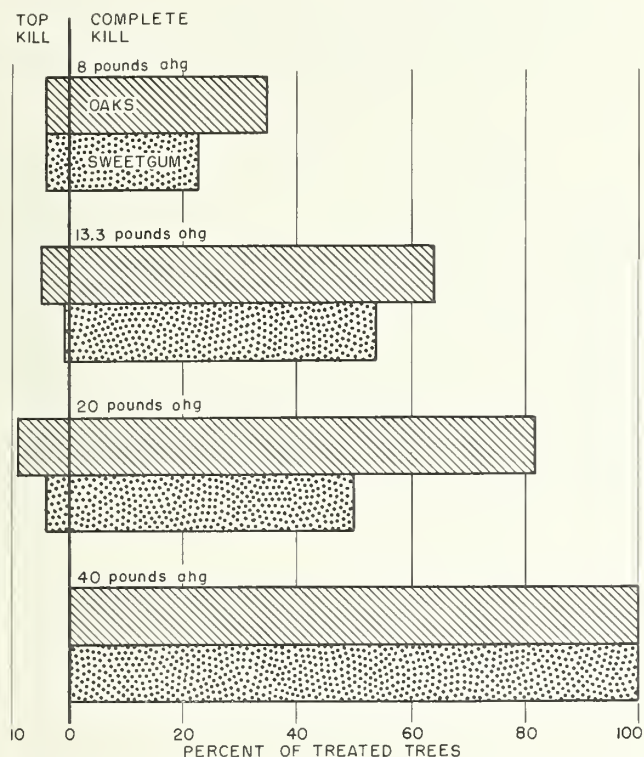 TOP KILL
COMPLETE KILL
8 pounds ahg
OAKS
SWEETGUM
13.3 pounds ahg
20 pounds ahg
40 pounds ahg
10 0 20 40 60 80 100
PERCENT OF TREATED TREES